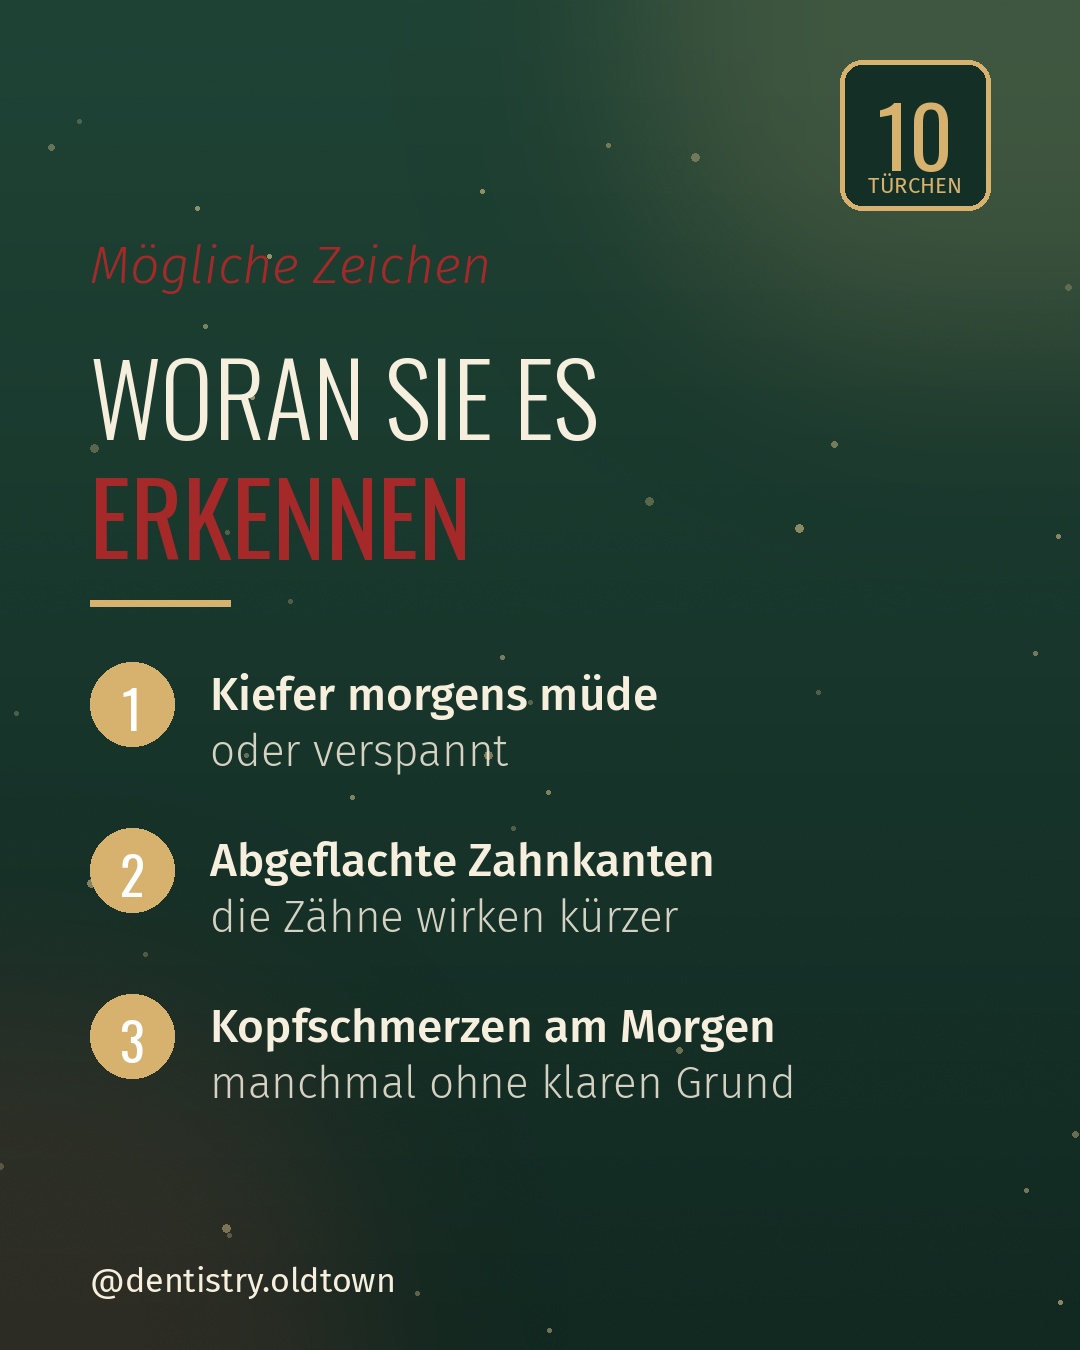 10
TÜRCHEN
Mögliche Zeichen
WORAN SIE ES
ERKENNEN
1
Kiefer morgens müde
oder verspannt
2
Abgeflachte Zahnkanten
die Zähne wirken kürzer
3
Kopfschmerzen am Morgen
manchmal ohne klaren Grund
@dentistry.oldtown